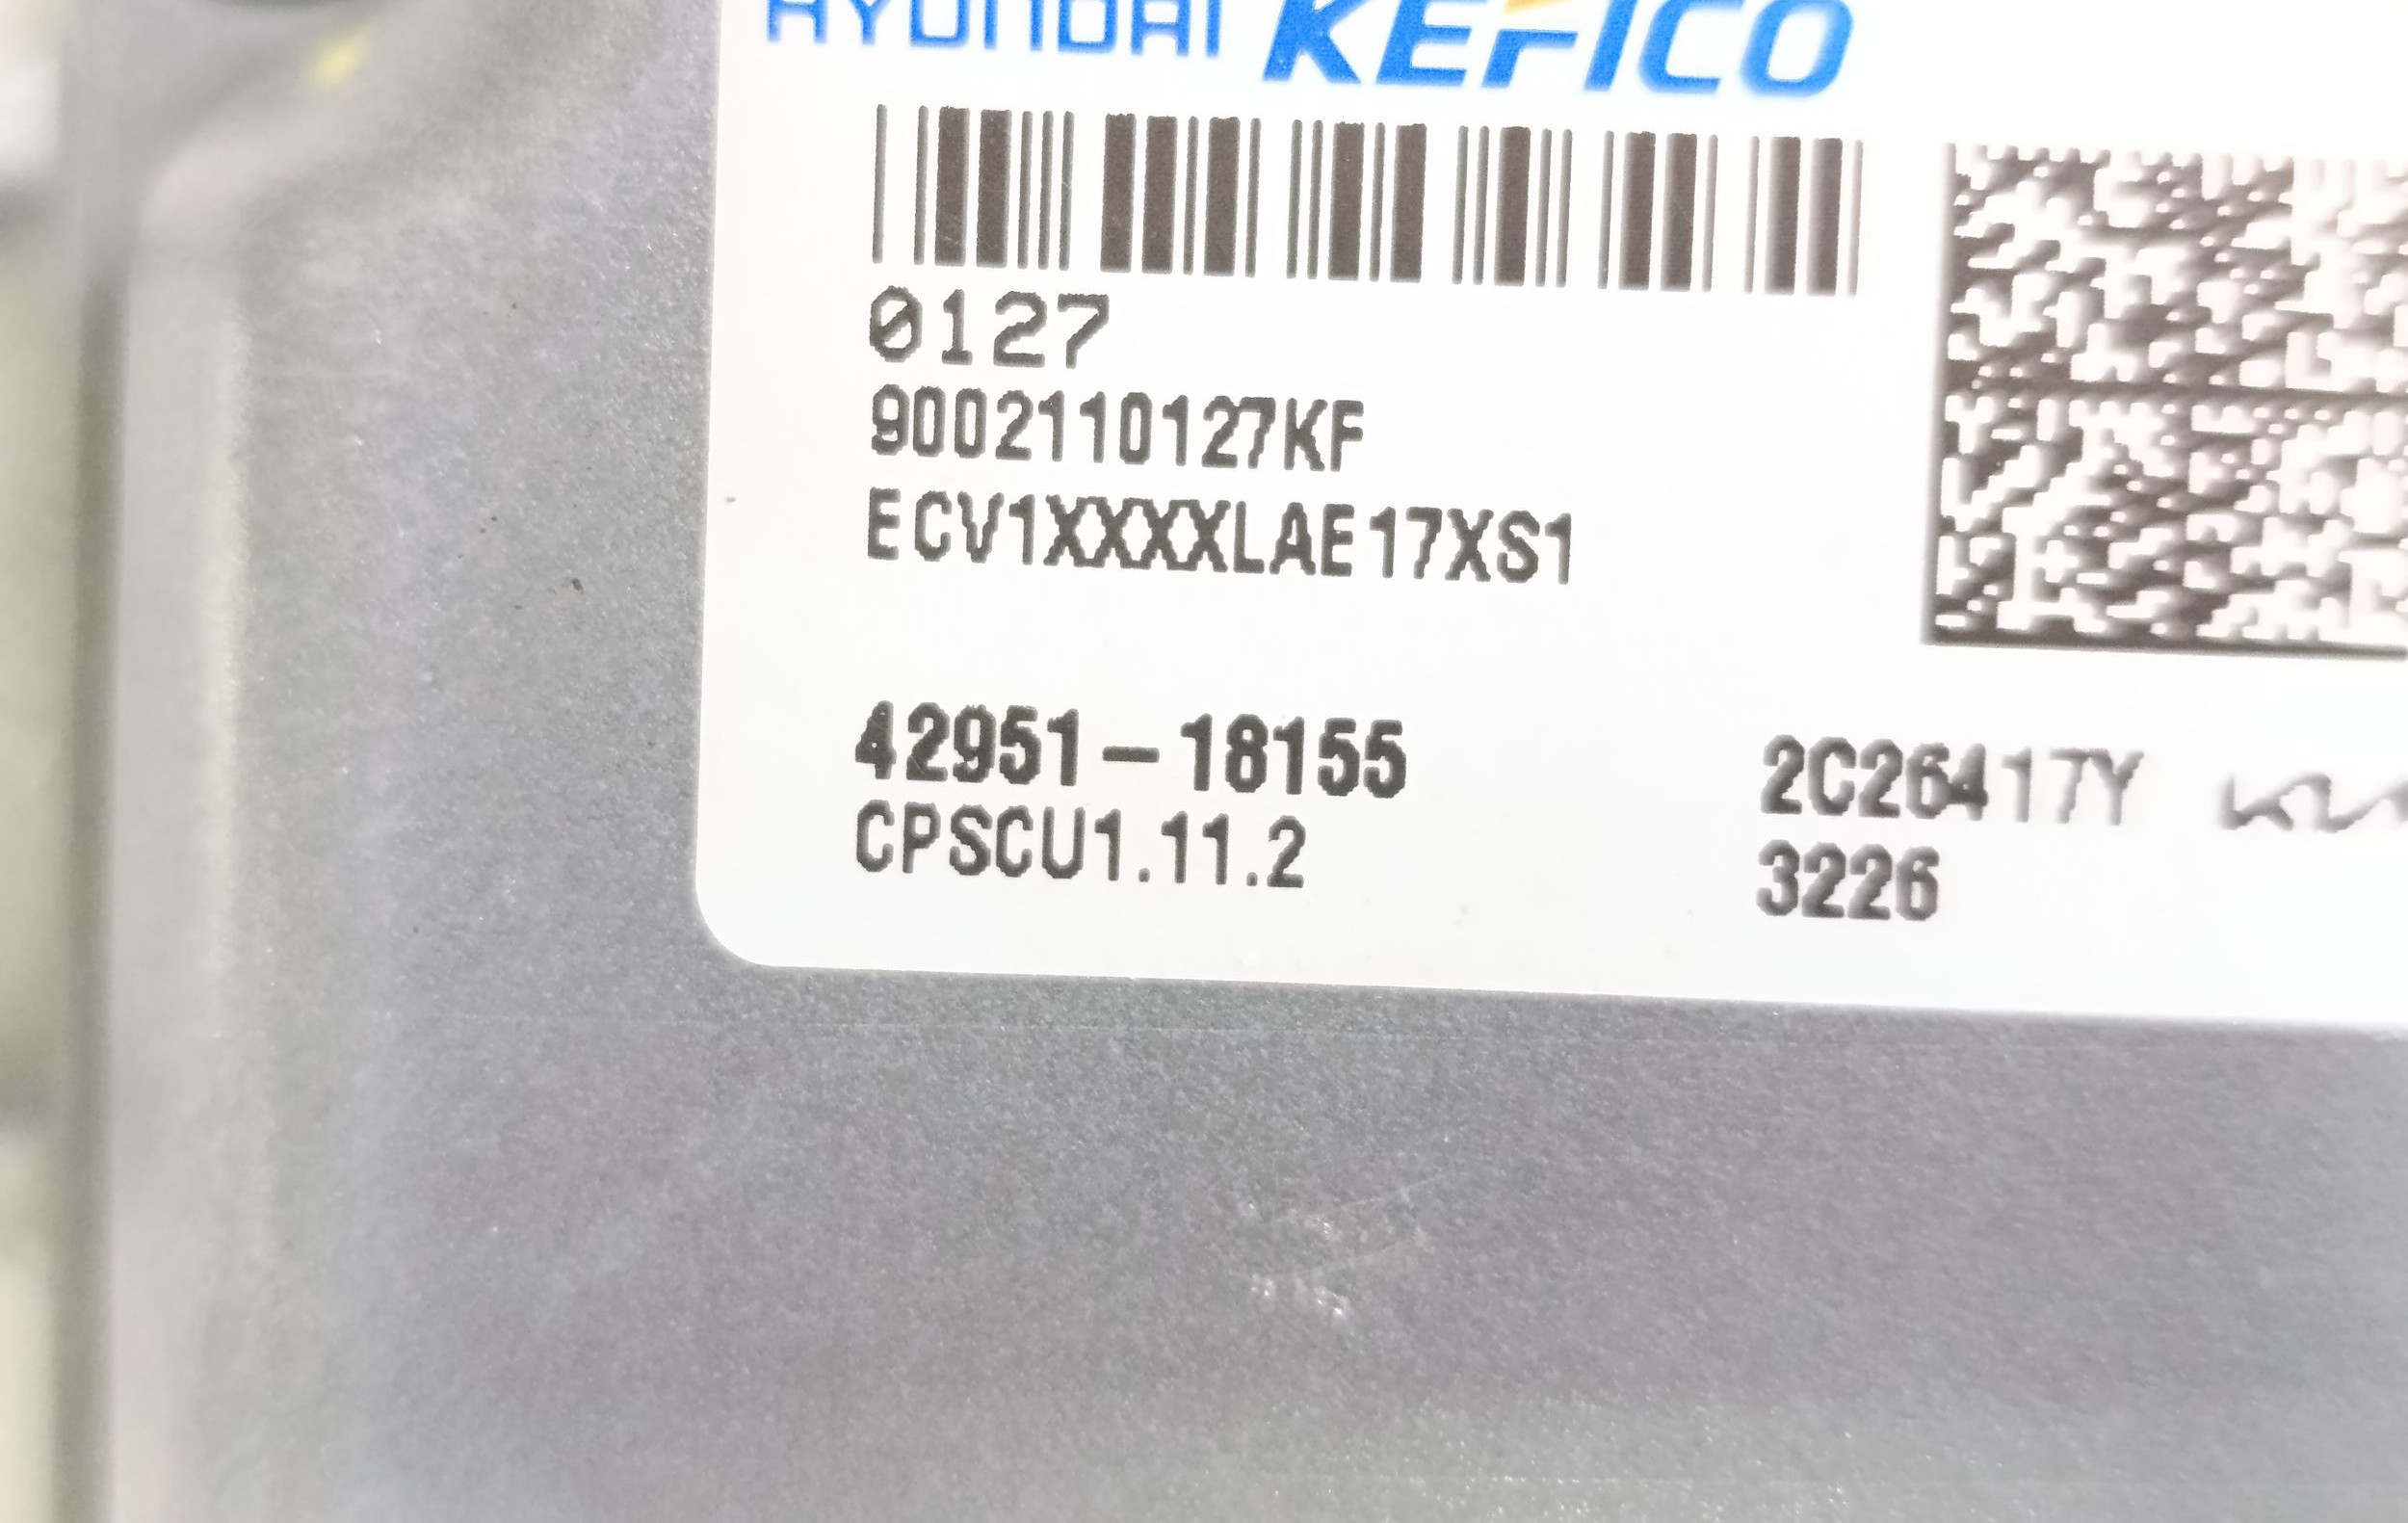 HYUNDAI KEFICO
0127
9002110127KF
ECV1XXXXLAE17XS1
42951-18155
2C26417Y
CPSCU1.11.2
3226